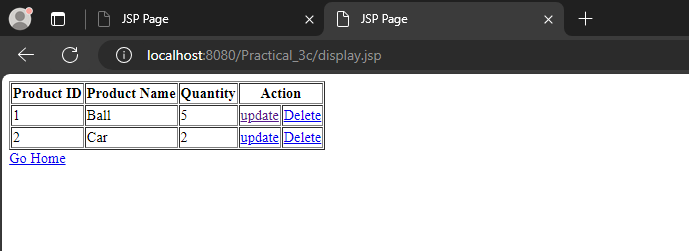 JSP Page JSP Page
localhost:8080/Practical_3c/display.jsp
Product ID Product Name Quantity Action
1 Ball 5 update Delete
2 Car 2 update Delete
Go Home